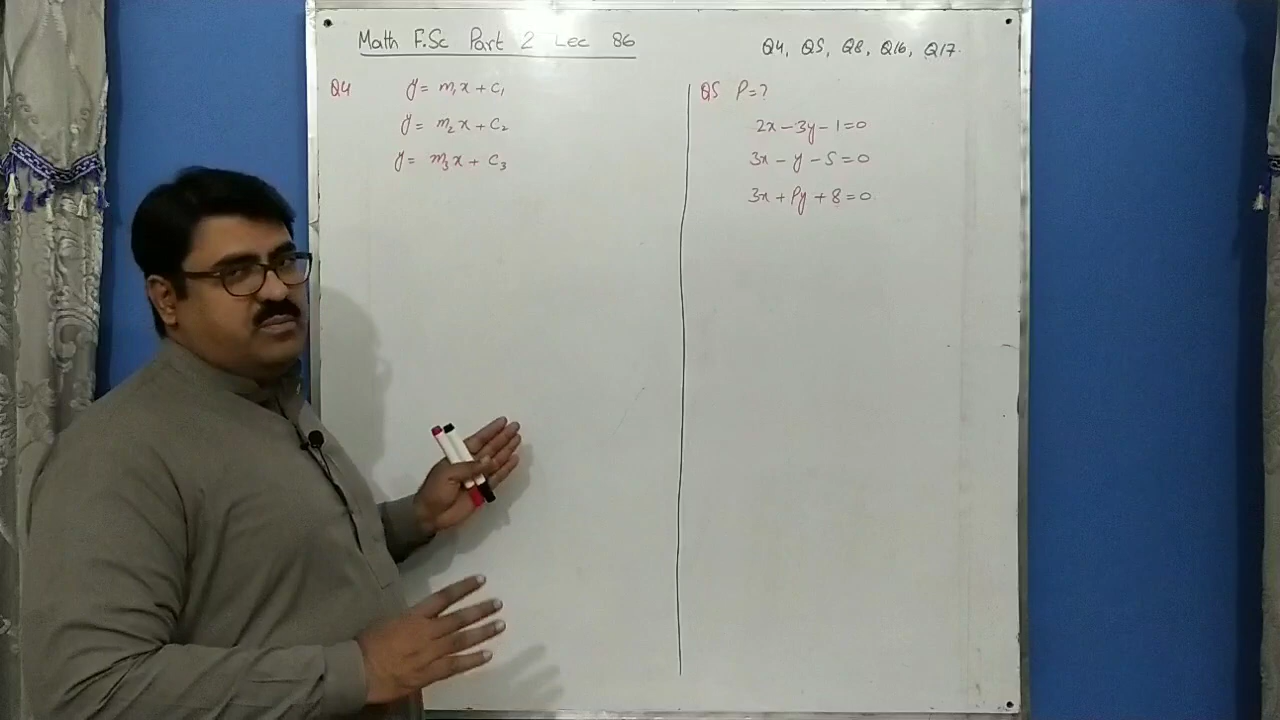 Math F.Sc Part 2 Lec 86
Q4, Q5, Q8, Q16, Q17.
Q4 y = m₁x + c₁
y = m₂x + c₂
y = m₃x + c₃
Q5 P=?
2x - 3y - 1 = 0
3x - y - 5 = 0
3x + Py + 8 = 0